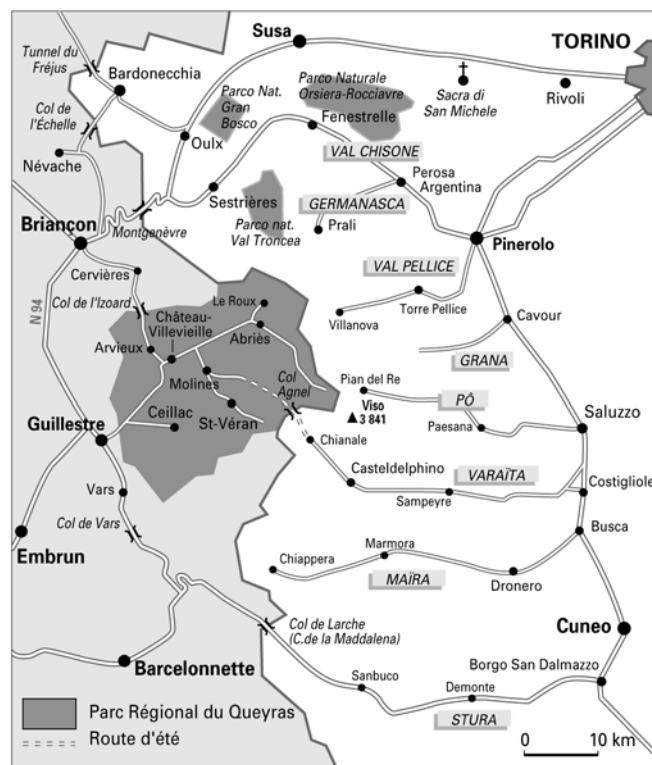 Susa
TORINO
Tunnel du
Fréjus
Bardonecchia
Parco Nat.
Gran
Bosco
Parco Naturale
Orsiera-Rocciavre
Fenestrelle
Sacra di
San Michele
Rivoli
Col de
l'Échelle
Oulx
VAL CHISONE
Névache
Sestrières
Perosa
Argentina
GERMANASCA
Prali
Parco nat.
Val Troncea
Briançon
Montgenèvre
Pinerolo
Cervières
VAL PELLICE
Col de l'Izoard
Château-
Villevieille
Le Roux
Villanova
Torre Pellice
Cavour
N 94
Arvieux
Abriès
GRANA
Molines
Col
Agnel
Pian del Re
PÔ
Ceillac
St-Véran
Viso
3 841
Paesana
Saluzzo
Guillestre
Chianale
Casteldelphino
VARAÏTA
Costigliole
Vars
Sampeyre
Col de Vars
Busca
Embrun
Marmora
Chiappera
MAÏRA
Dronero
Col de Larche
(C.de la Maddalena)
Cuneo
Barcelonnette
Borgo San Dalmazzo
Sanbuco
Demonte
STURA
Parc Régional du Queyras
Route d'été
0 10 km